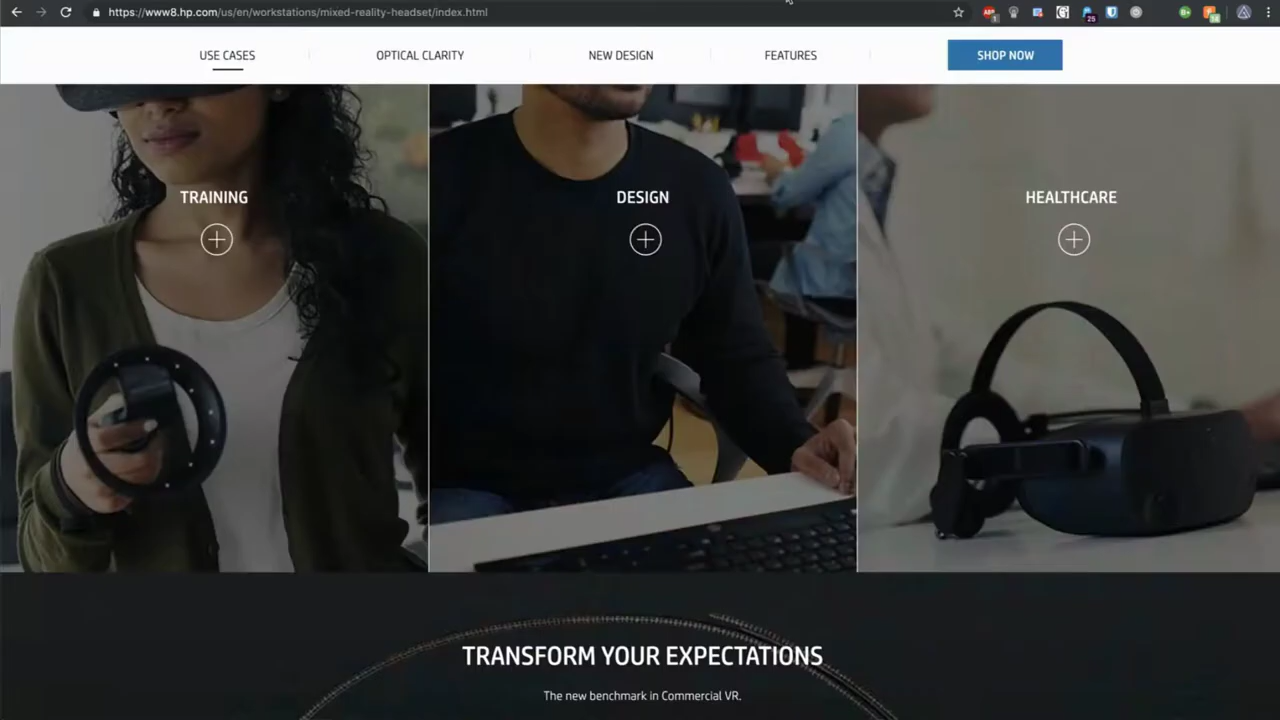 https://www8.hp.com/us/en/workstations/mixed-reality-headset/index.html
USE CASES
OPTICAL CLARITY
NEW DESIGN
FEATURES
SHOP NOW
TRAINING
DESIGN
HEALTHCARE
TRANSFORM YOUR EXPECTATIONS
The new benchmark in Commercial VR.